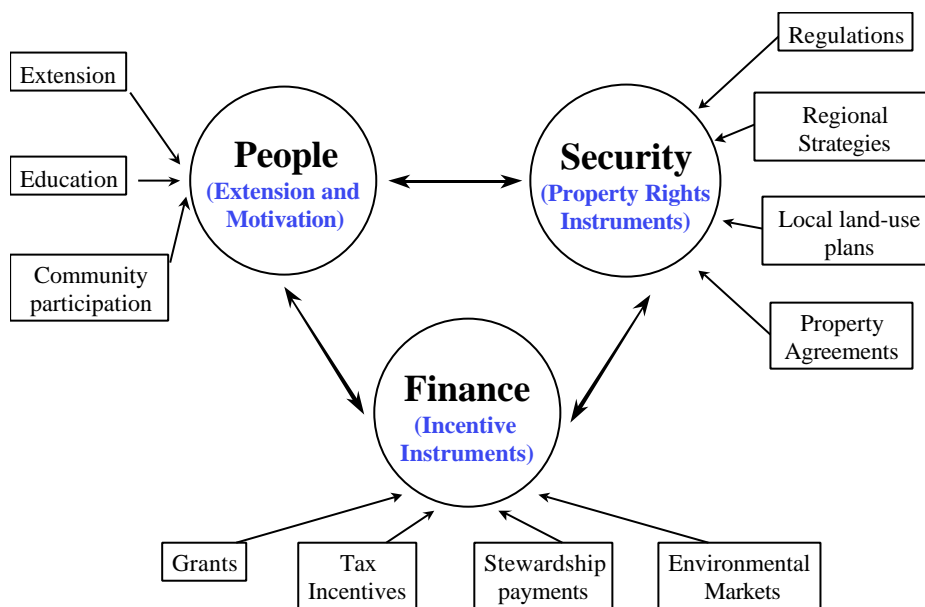 Regulations
Extension
Regional
Strategies
People
(Extension and
Motivation)
Security
(Property Rights
Instruments)
Education
Local land-use
plans
Community
participation
Property
Agreements
Finance
(Incentive
Instruments)
Grants
Tax
Incentives
Stewardship
payments
Environmental
Markets